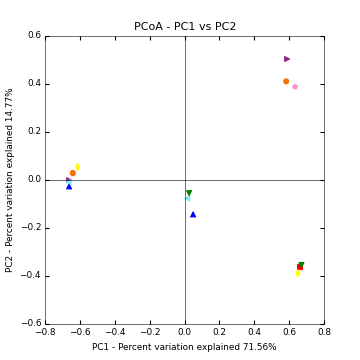 PCoA - PC1 vs PC2
0.6
0.4
0.2
0.0
−0.2
−0.4
−0.6
PC2 - Percent variation explained 14.77%
−0.8 −0.6 −0.4 −0.2 0.0 0.2 0.4 0.6 0.8
PC1 - Percent variation explained 71.56%